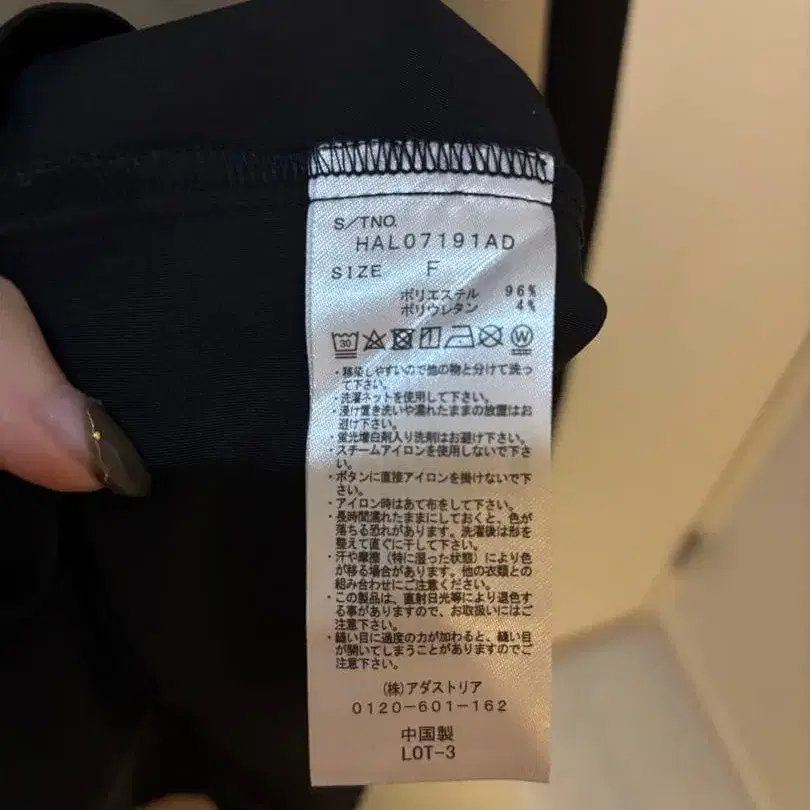 S/TNO.
HAL07191AD
SIZE F
ポリエステル 96%
ポリウレタン 4%
30 W
・移染しやすいので他の物と分けて洗っ
て下さい。
・洗濯ネットを使用して下さい。
・浸け置き洗いや濡れたままの放置はお
避け下さい。
・蛍光増白剤入り洗剤はお避け下さい。
・スチームアイロンを使用しないで下さ
い。
・ボタンに直接アイロンを掛けないで下
さい。
・アイロン時はあて布をして下さい。
・長時間濡れたままにしておくと、色が
落ちる恐れがあります。洗濯後は形を
整えて直ぐに干して下さい。
・汗や摩擦(特に湿った状態)により色
が移る場合があります。他の衣類との
組み合わせにご注意ください。
・この製品は、直射日光等により退色す
る事がありますので、お取扱いにはご
注意下さい。
・縫い目に過度の力が加わると、縫い目
が開いてしまうことがありますのでご
注意下さい。
(株)アダストリア
0120-601-162
中国製
LOT-3